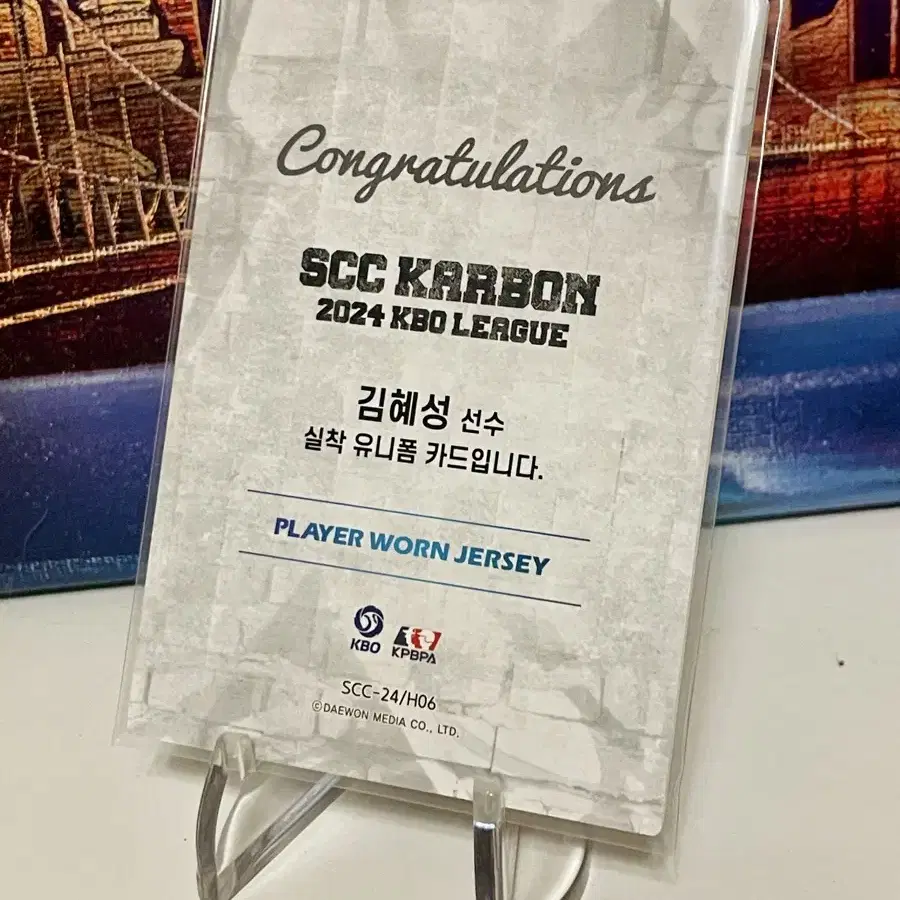 Congratulations
SCC KARBON
2024 KBO LEAGUE
김혜성 선수
실착 유니폼 카드입니다.
PLAYER WORN JERSEY
KBO KPBPA
SCC-24/H06
©DAEWON MEDIA CO., LTD.